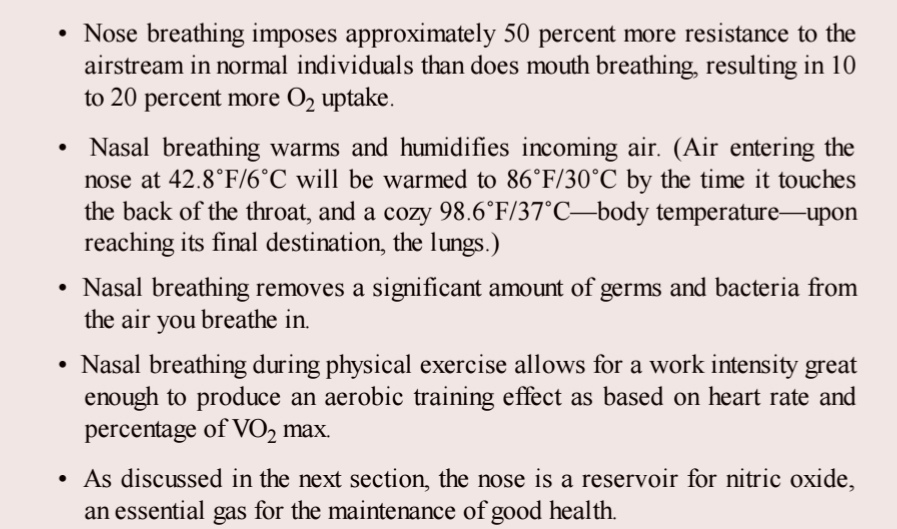 • Nose breathing imposes approximately 50 percent more resistance to the
airstream in normal individuals than does mouth breathing, resulting in 10
to 20 percent more O₂ uptake.
• Nasal breathing warms and humidifies incoming air. (Air entering the
nose at 42.8˚F/6˚C will be warmed to 86˚F/30˚C by the time it touches
the back of the throat, and a cozy 98.6˚F/37˚C—body temperature—upon
reaching its final destination, the lungs.)
• Nasal breathing removes a significant amount of germs and bacteria from
the air you breathe in.
• Nasal breathing during physical exercise allows for a work intensity great
enough to produce an aerobic training effect as based on heart rate and
percentage of VO₂ max.
• As discussed in the next section, the nose is a reservoir for nitric oxide,
an essential gas for the maintenance of good health.